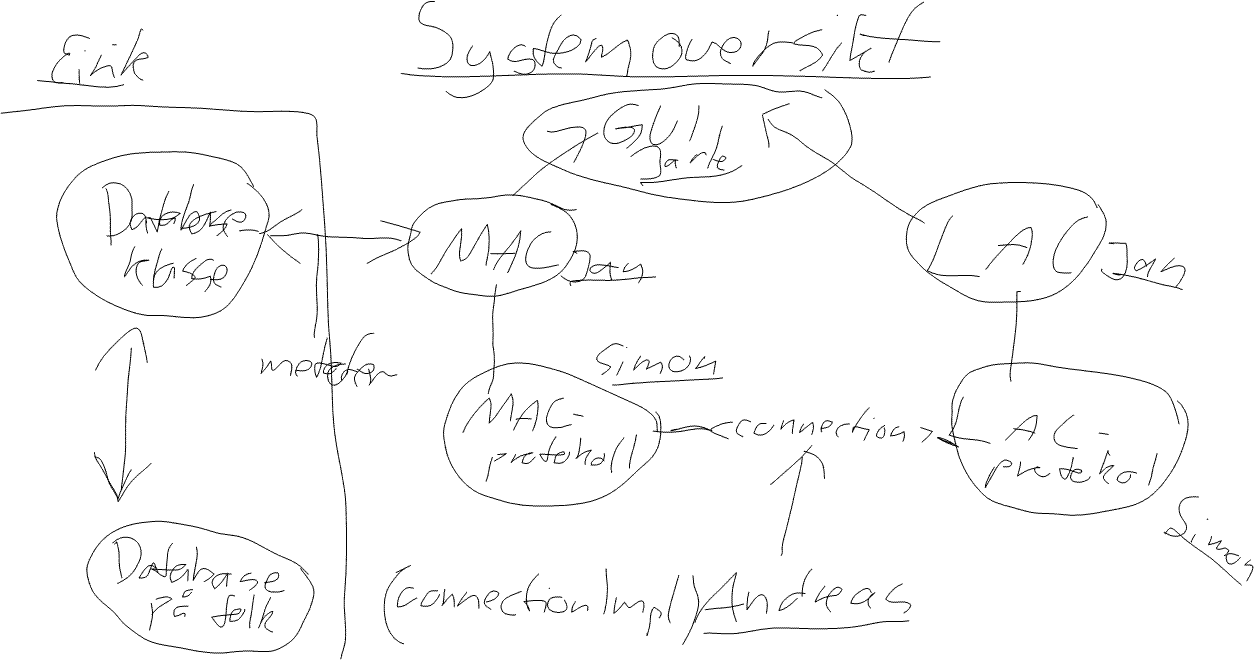 Eirik
Systemoversikt
GUI
Jarle
Database-
klasse
MAC
Jan
LAC
Jan
metoder
Simon
MAC-
protokoll
<connection>
LAC-
protokol
Simon
Database
på folk
(connectionImpl) Andreas